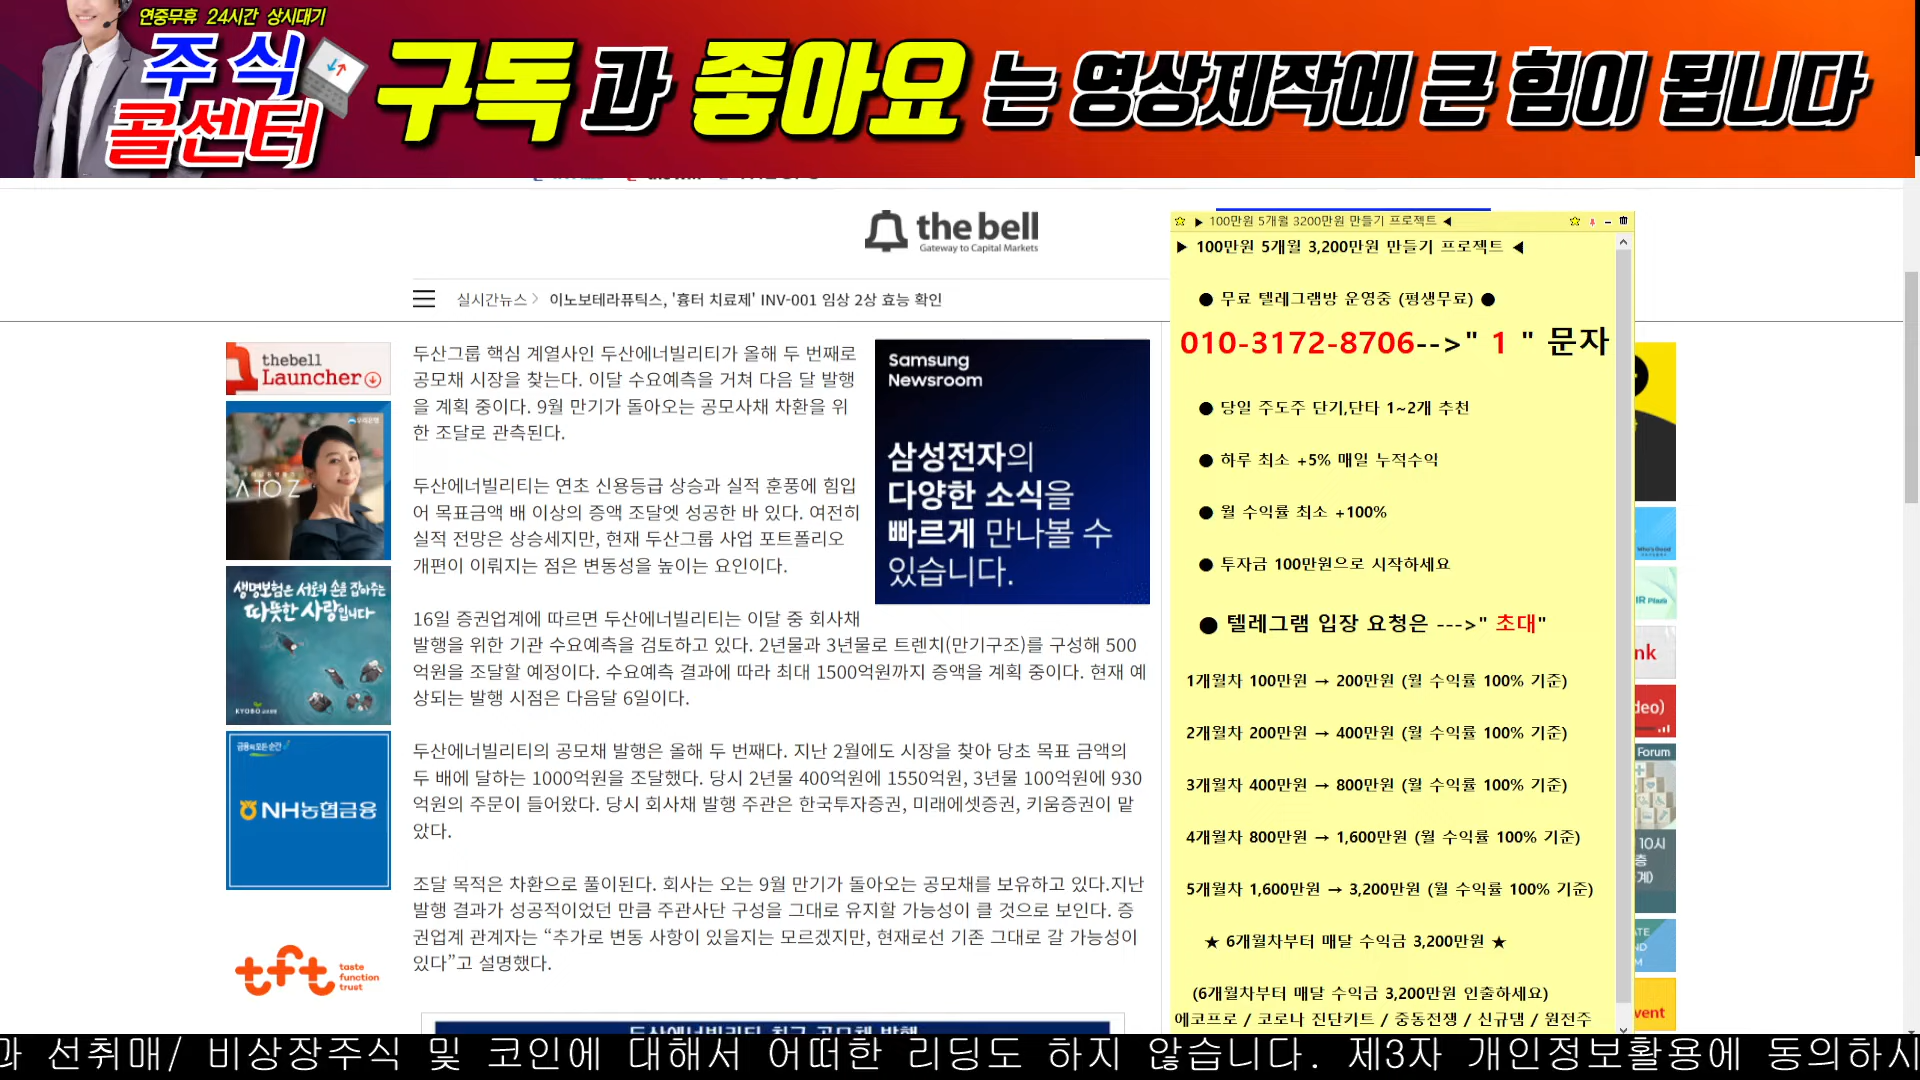 연중무휴 24시간 상시대기
주식
콜센터
구독과 좋아요는 영상제작에 큰 힘이 됩니다
the bell
Gateway to Capital Markets
실시간뉴스 > 이노보테라퓨틱스, '흉터 치료제' INV-001 임상 2상 효능 확인
thebell
Launcher
우리은행
A TO Z
생명보험은 서로의 손을 잡아주는
따뜻한 사랑입니다
KYOBO 교보생명
금융의 모든 순간
NH농협금융
tft taste
function
trust
두산그룹 핵심 계열사인 두산에너빌리티가 올해 두 번째로
공모채 시장을 찾는다. 이달 수요예측을 거쳐 다음 달 발행
을 계획 중이다. 9월 만기가 돌아오는 공모사채 차환을 위
한 조달로 관측된다.
두산에너빌리티는 연초 신용등급 상승과 실적 훈풍에 힘입
어 목표금액 배 이상의 증액 조달엣 성공한 바 있다. 여전히
실적 전망은 상승세지만, 현재 두산그룹 사업 포트폴리오
개편이 이뤄지는 점은 변동성을 높이는 요인이다.
16일 증권업계에 따르면 두산에너빌리티는 이달 중 회사채
발행을 위한 기관 수요예측을 검토하고 있다. 2년물과 3년물로 트렌치(만기구조)를 구성해 500
억원을 조달할 예정이다. 수요예측 결과에 따라 최대 1500억원까지 증액을 계획 중이다. 현재 예
상되는 발행 시점은 다음달 6일이다.
두산에너빌리티의 공모채 발행은 올해 두 번째다. 지난 2월에도 시장을 찾아 당초 목표 금액의
두 배에 달하는 1000억원을 조달했다. 당시 2년물 400억원에 1550억원, 3년물 100억원에 930
억원의 주문이 들어왔다. 당시 회사채 발행 주관은 한국투자증권, 미래에셋증권, 키움증권이 맡
았다.
조달 목적은 차환으로 풀이된다. 회사는 오는 9월 만기가 돌아오는 공모채를 보유하고 있다.지난
발행 결과가 성공적이었던 만큼 주관사단 구성을 그대로 유지할 가능성이 클 것으로 보인다. 증
권업계 관계자는 “추가로 변동 사항이 있을지는 모르겠지만, 현재로선 기존 그대로 갈 가능성이
있다”고 설명했다.
두산에너빌리티 최근 공모채 발행
Samsung
Newsroom
삼성전자의
다양한 소식을
빠르게 만나볼 수
있습니다.
▶ 100만원 5개월 3200만원 만들기 프로젝트 ◀
▶ 100만원 5개월 3,200만원 만들기 프로젝트 ◀
● 무료 텔레그램방 운영중 (평생무료) ●
010-3172-8706-->" 1 " 문자
● 당일 주도주 단기,단타 1~2개 추천
● 하루 최소 +5% 매일 누적수익
● 월 수익률 최소 +100%
● 투자금 100만원으로 시작하세요
● 텔레그램 입장 요청은 --->" 초대"
1개월차 100만원 → 200만원 (월 수익률 100% 기준)
2개월차 200만원 → 400만원 (월 수익률 100% 기준)
3개월차 400만원 → 800만원 (월 수익률 100% 기준)
4개월차 800만원 → 1,600만원 (월 수익률 100% 기준)
5개월차 1,600만원 → 3,200만원 (월 수익률 100% 기준)
★ 6개월차부터 매달 수익금 3,200만원 ★
(6개월차부터 매달 수익금 3,200만원 인출하세요)
에코프로 / 코로나 진단키트 / 중동전쟁 / 신규댐 / 원전주
Who's Good
IR Plaza
nk
deo)
Forum
10시
층
계)
ATE
ND
M
vent
과 선취매/ 비상장주식 및 코인에 대해서 어떠한 리딩도 하지 않습니다. 제3자 개인정보활용에 동의하시